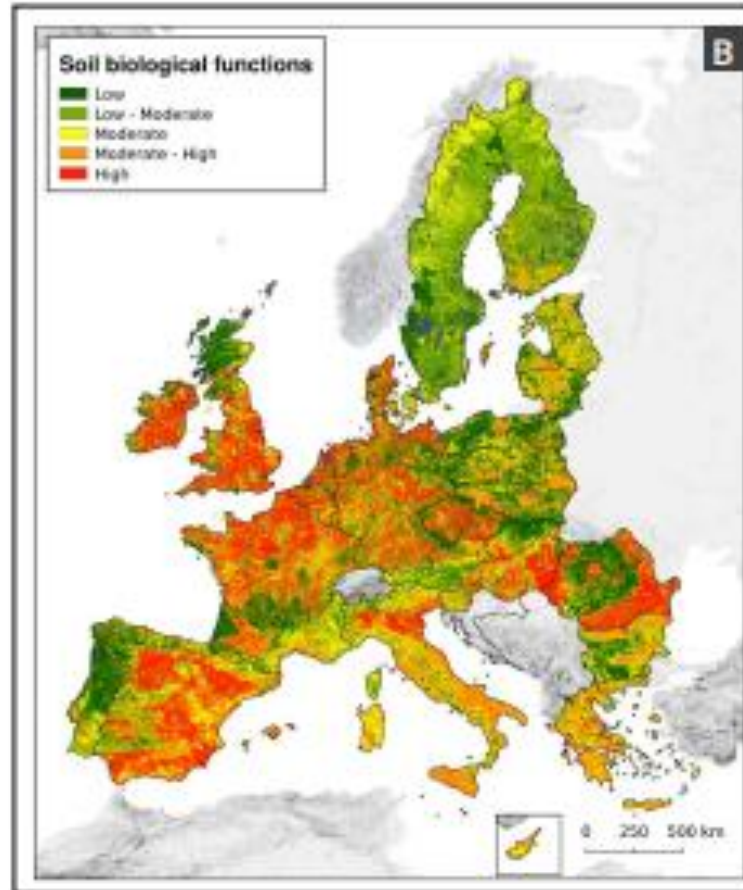 B
Soil biological functions
Low
Low - Moderate
Moderate
Moderate - High
High
0 250 500 km